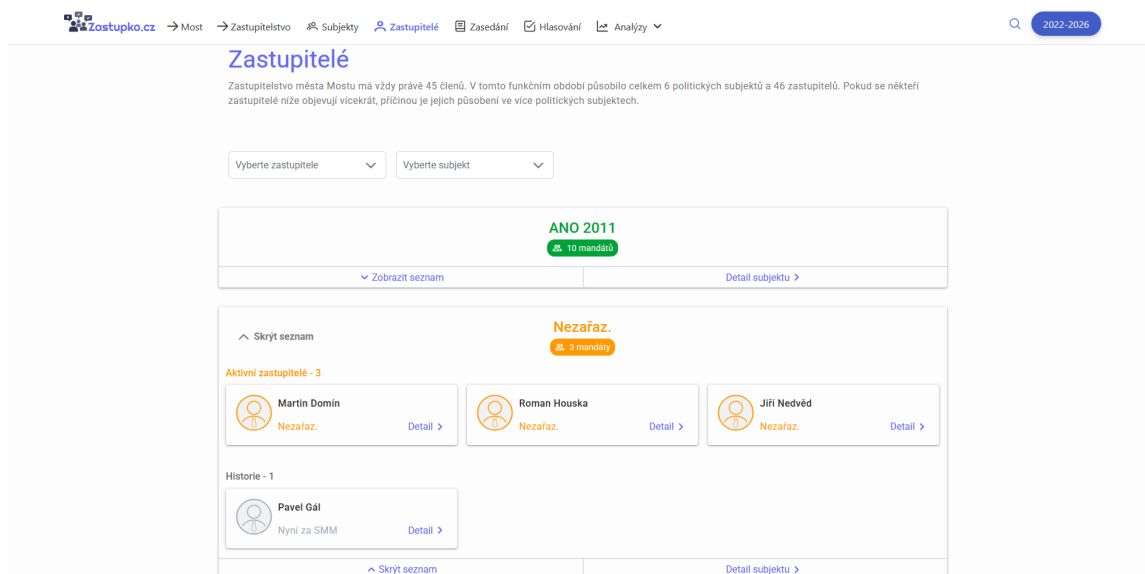 Zastupko.cz Most Zastupitelstvo Subjekty Zastupitelé Zasedání Hlasování Analýzy 2022-2026
Zastupitelé
Zastupitelstvo města Mostu má vždy právě 45 členů. V tomto funkčním období působilo celkem 6 politických subjektů a 46 zastupitelů. Pokud se někteří
zastupitelé níže objevují vícekrát, příčinou je jejich působení ve více politických subjektech.
Vyberte zastupitele Vyberte subjekt
ANO 2011
10 mandátů
Zobrazit seznam Detail subjektu
Skrýt seznam
Nezařaz.
3 mandáty
Aktivní zastupitelé - 3
Martin Domín Roman Houska Jiří Nedvěd
Nezařaz. Detail Nezařaz. Detail Nezařaz. Detail
Historie - 1
Pavel Gál
Nyní za SMM Detail
Skrýt seznam Detail subjektu